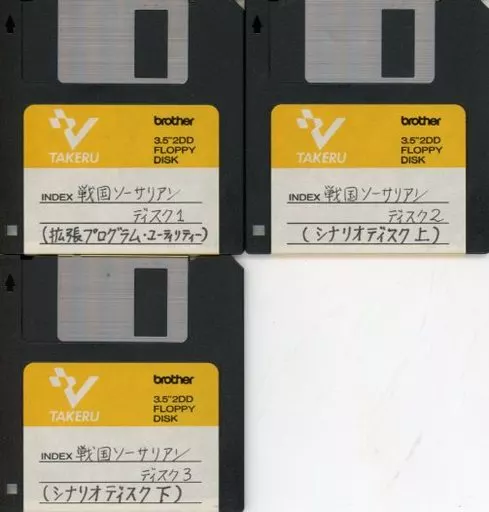 brother
TAKERU
3.5"2DD
FLOPPY
DISK
INDEX 戦国ソーサリアン
ディスク1
(拡張プログラム・ユーティリティー)
brother
TAKERU
3.5"2DD
FLOPPY
DISK
INDEX 戦国ソーサリアン
ディスク2
(シナリオディスク上)
brother
TAKERU
3.5"2DD
FLOPPY
DISK
INDEX 戦国ソーサリアン
ディスク3
(シナリオディスク下)